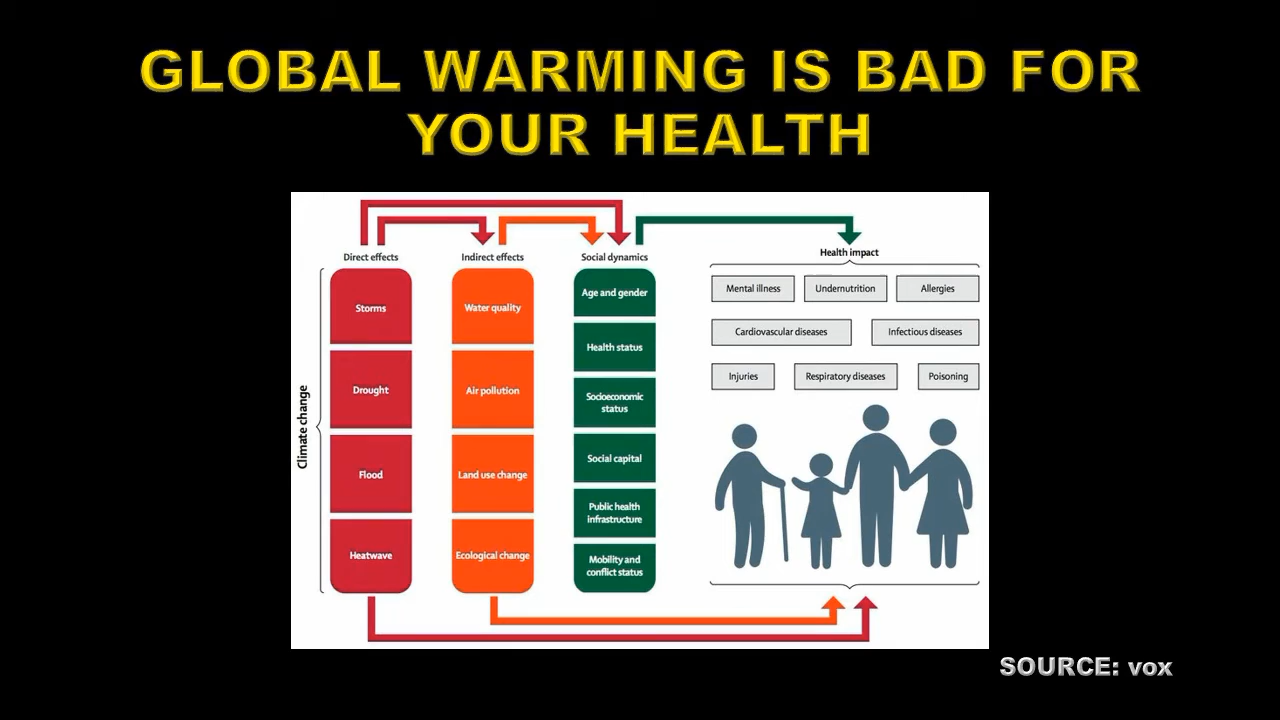 GLOBAL WARMING IS BAD FOR
YOUR HEALTH
Direct effects
Indirect effects
Social dynamics
Health impact
Climate change
Storms
Drought
Flood
Heatwave
Water quality
Air pollution
Land use change
Ecological change
Age and gender
Health status
Socioeconomic
status
Social capital
Public health
infrastructure
Mobility and
conflict status
Mental illness
Undernutrition
Allergies
Cardiovascular diseases
Infectious diseases
Injuries
Respiratory diseases
Poisoning
SOURCE: vox